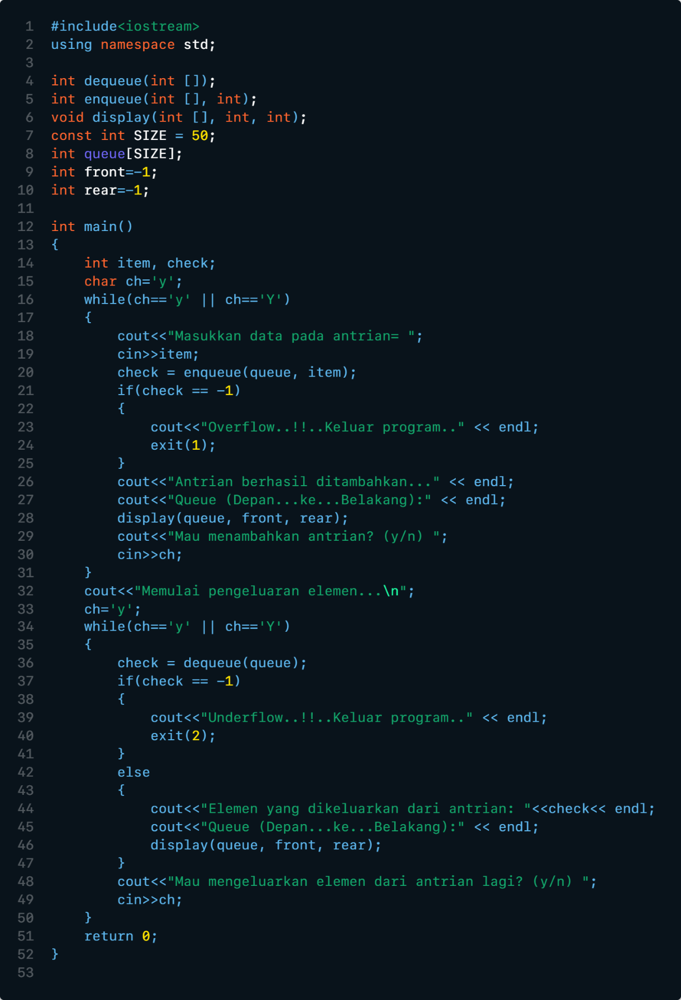 1 #include<iostream>
2 using namespace std;
3
4 int dequeue(int []);
5 int enqueue(int [], int);
6 void display(int [], int, int);
7 const int SIZE = 50;
8 int queue[SIZE];
9 int front=-1;
10 int rear=-1;
11
12 int main()
13 {
14     int item, check;
15     char ch='y';
16     while(ch=='y' || ch=='Y')
17     {
18         cout<<"Masukkan data pada antrian= ";
19         cin>>item;
20         check = enqueue(queue, item);
21         if(check == -1)
22         {
23             cout<<"Overflow..!!..Keluar program.." << endl;
24             exit(1);
25         }
26         cout<<"Antrian berhasil ditambahkan..." << endl;
27         cout<<"Queue (Depan...ke...Belakang):" << endl;
28         display(queue, front, rear);
29         cout<<"Mau menambahkan antrian? (y/n) ";
30         cin>>ch;
31     }
32     cout<<"Memulai pengeluaran elemen...\n";
33     ch='y';
34     while(ch=='y' || ch=='Y')
35     {
36         check = dequeue(queue);
37         if(check == -1)
38         {
39             cout<<"Underflow..!!..Keluar program.." << endl;
40             exit(2);
41         }
42         else
43         {
44             cout<<"Elemen yang dikeluarkan dari antrian: "<<check<< endl;
45             cout<<"Queue (Depan...ke...Belakang):" << endl;
46             display(queue, front, rear);
47         }
48         cout<<"Mau mengeluarkan elemen dari antrian lagi? (y/n) ";
49         cin>>ch;
50     }
51     return 0;
52 }
53